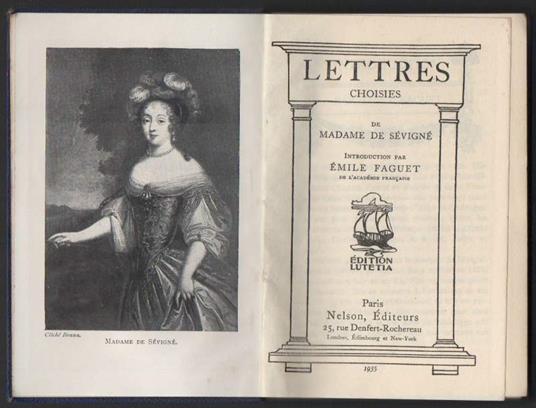 Cliché Braun.
MADAME DE SÉVIGNÉ.
LETTRES
CHOISIES
DE
MADAME DE SÉVIGNÉ
INTRODUCTION PAR
ÉMILE FAGUET
DE L'ACADÉMIE FRANÇAISE
ÉDITION
LUTETIA
Paris
Nelson, Éditeurs
25, rue Denfert-Rochereau
Londres, Édimbourg et New-York
1935